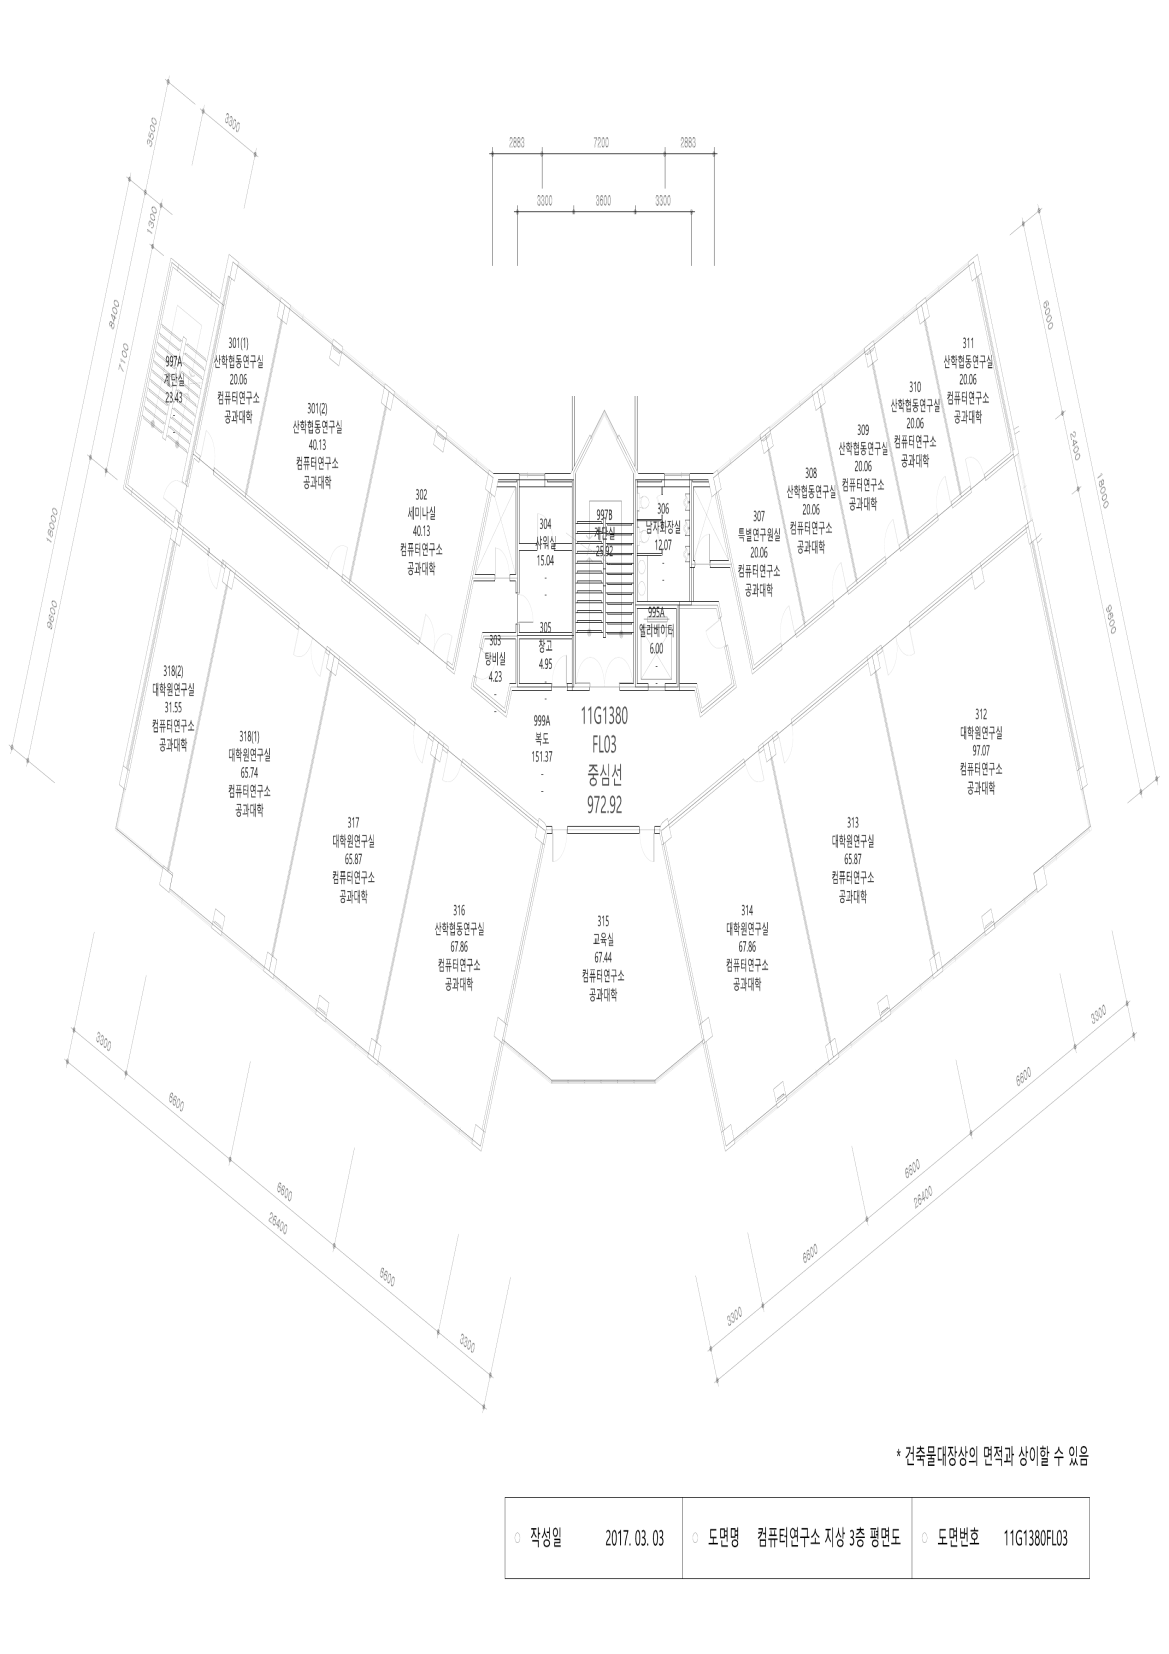 3300
3500
1300
8400
7100
18000
9600
2883
7200
2883
3300
3600
3300
6000
2400
18000
9600
997A
계단실
23.43
-
-
301(1)
산학협동연구실
20.06
컴퓨터연구소
공과대학
301(2)
산학협동연구실
40.13
컴퓨터연구소
공과대학
302
세미나실
40.13
컴퓨터연구소
공과대학
303
탕비실
4.23
-
-
304
샤워실
15.04
-
-
305
창고
4.95
-
-
997B
계단실
25.92
-
-
306
남자화장실
12.07
-
-
995A
엘리베이터
6.00
-
-
307
특별연구원실
20.06
컴퓨터연구소
공과대학
308
산학협동연구실
20.06
컴퓨터연구소
공과대학
309
산학협동연구실
20.06
컴퓨터연구소
공과대학
310
산학협동연구실
20.06
컴퓨터연구소
공과대학
311
산학협동연구실
20.06
컴퓨터연구소
공과대학
318(2)
대학원연구실
31.55
컴퓨터연구소
공과대학
318(1)
대학원연구실
65.74
컴퓨터연구소
공과대학
317
대학원연구실
65.87
컴퓨터연구소
공과대학
316
산학협동연구실
67.86
컴퓨터연구소
공과대학
999A
복도
151.37
-
-
11G1380
FL03
중심선
972.92
315
교육실
67.44
컴퓨터연구소
공과대학
314
대학원연구실
67.86
컴퓨터연구소
공과대학
313
대학원연구실
65.87
컴퓨터연구소
공과대학
312
대학원연구실
97.07
컴퓨터연구소
공과대학
3300
6600
6600
26400
6600
3300
3300
6600
6600
26400
6600
3300
* 건축물대장상의 면적과 상이할 수 있음
작성일 2017. 03. 03 도면명 컴퓨터연구소 지상 3층 평면도 도면번호 11G1380FL03